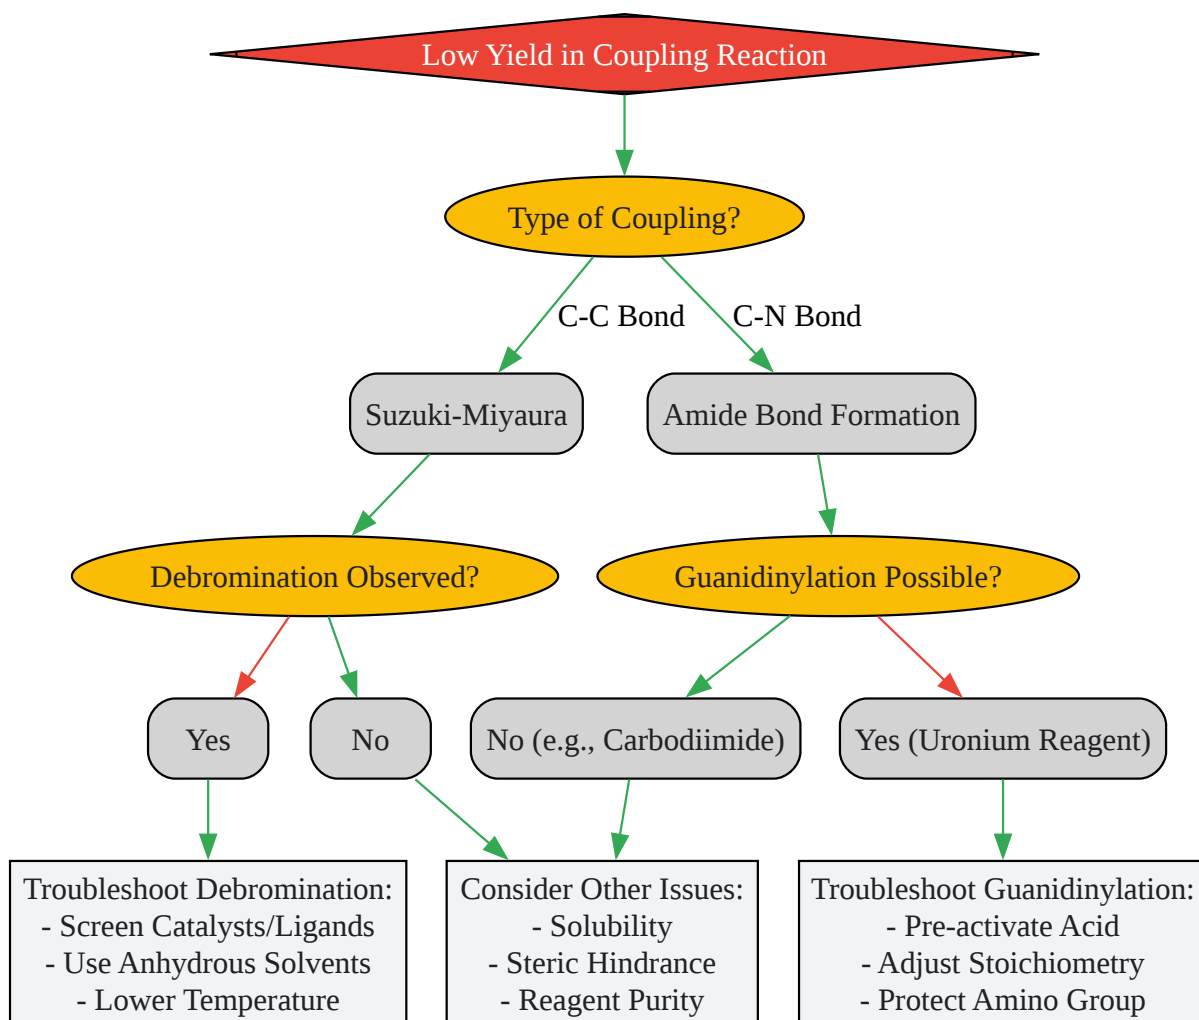 Low Yield in Coupling Reaction
Type of Coupling?
C-C Bond
C-N Bond
Suzuki-Miyaura
Amide Bond Formation
Debromination Observed?
Guanidinylation Possible?
Yes
No
No (e.g., Carbodiimide)
Yes (Uronium Reagent)
Troubleshoot Debromination:
- Screen Catalysts/Ligands
- Use Anhydrous Solvents
- Lower Temperature
Consider Other Issues:
- Solubility
- Steric Hindrance
- Reagent Purity
Troubleshoot Guanidinylation:
- Pre-activate Acid
- Adjust Stoichiometry
- Protect Amino Group